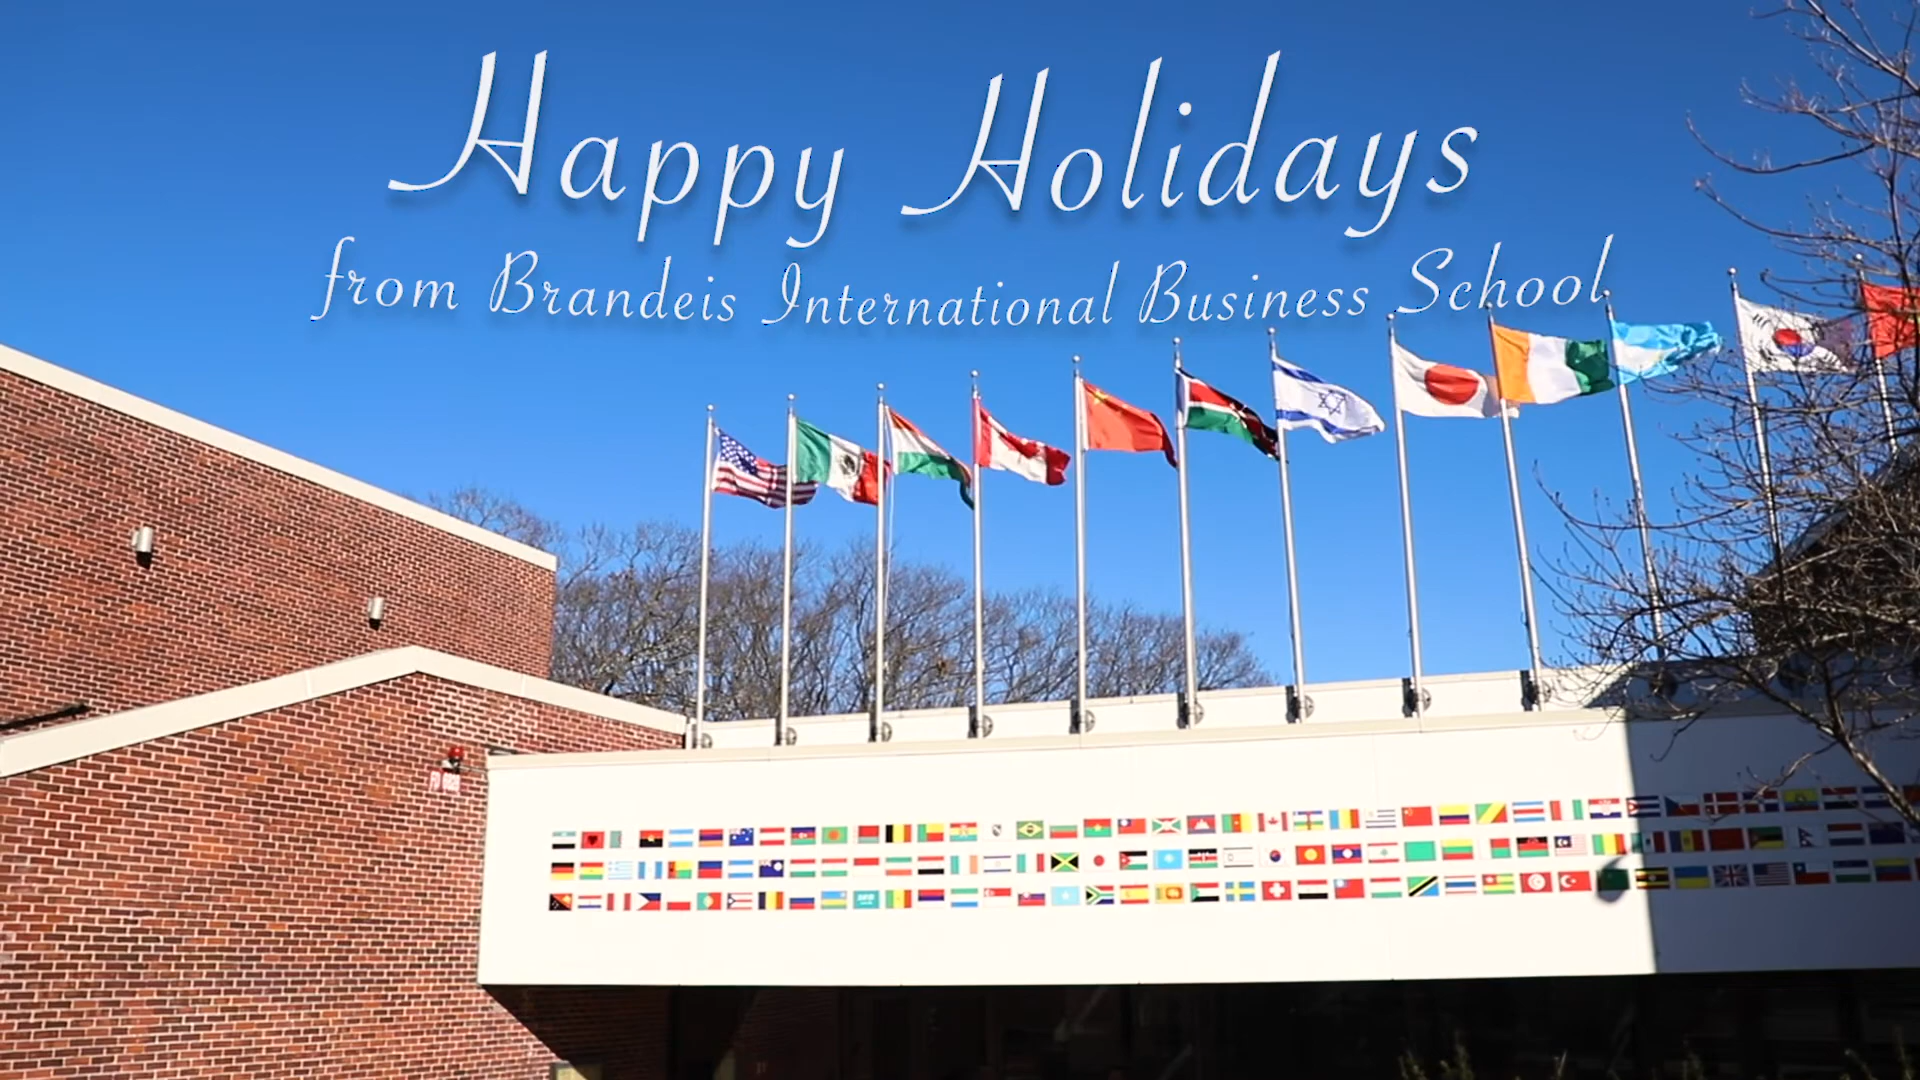 Happy Holidays
from Brandeis International Business School